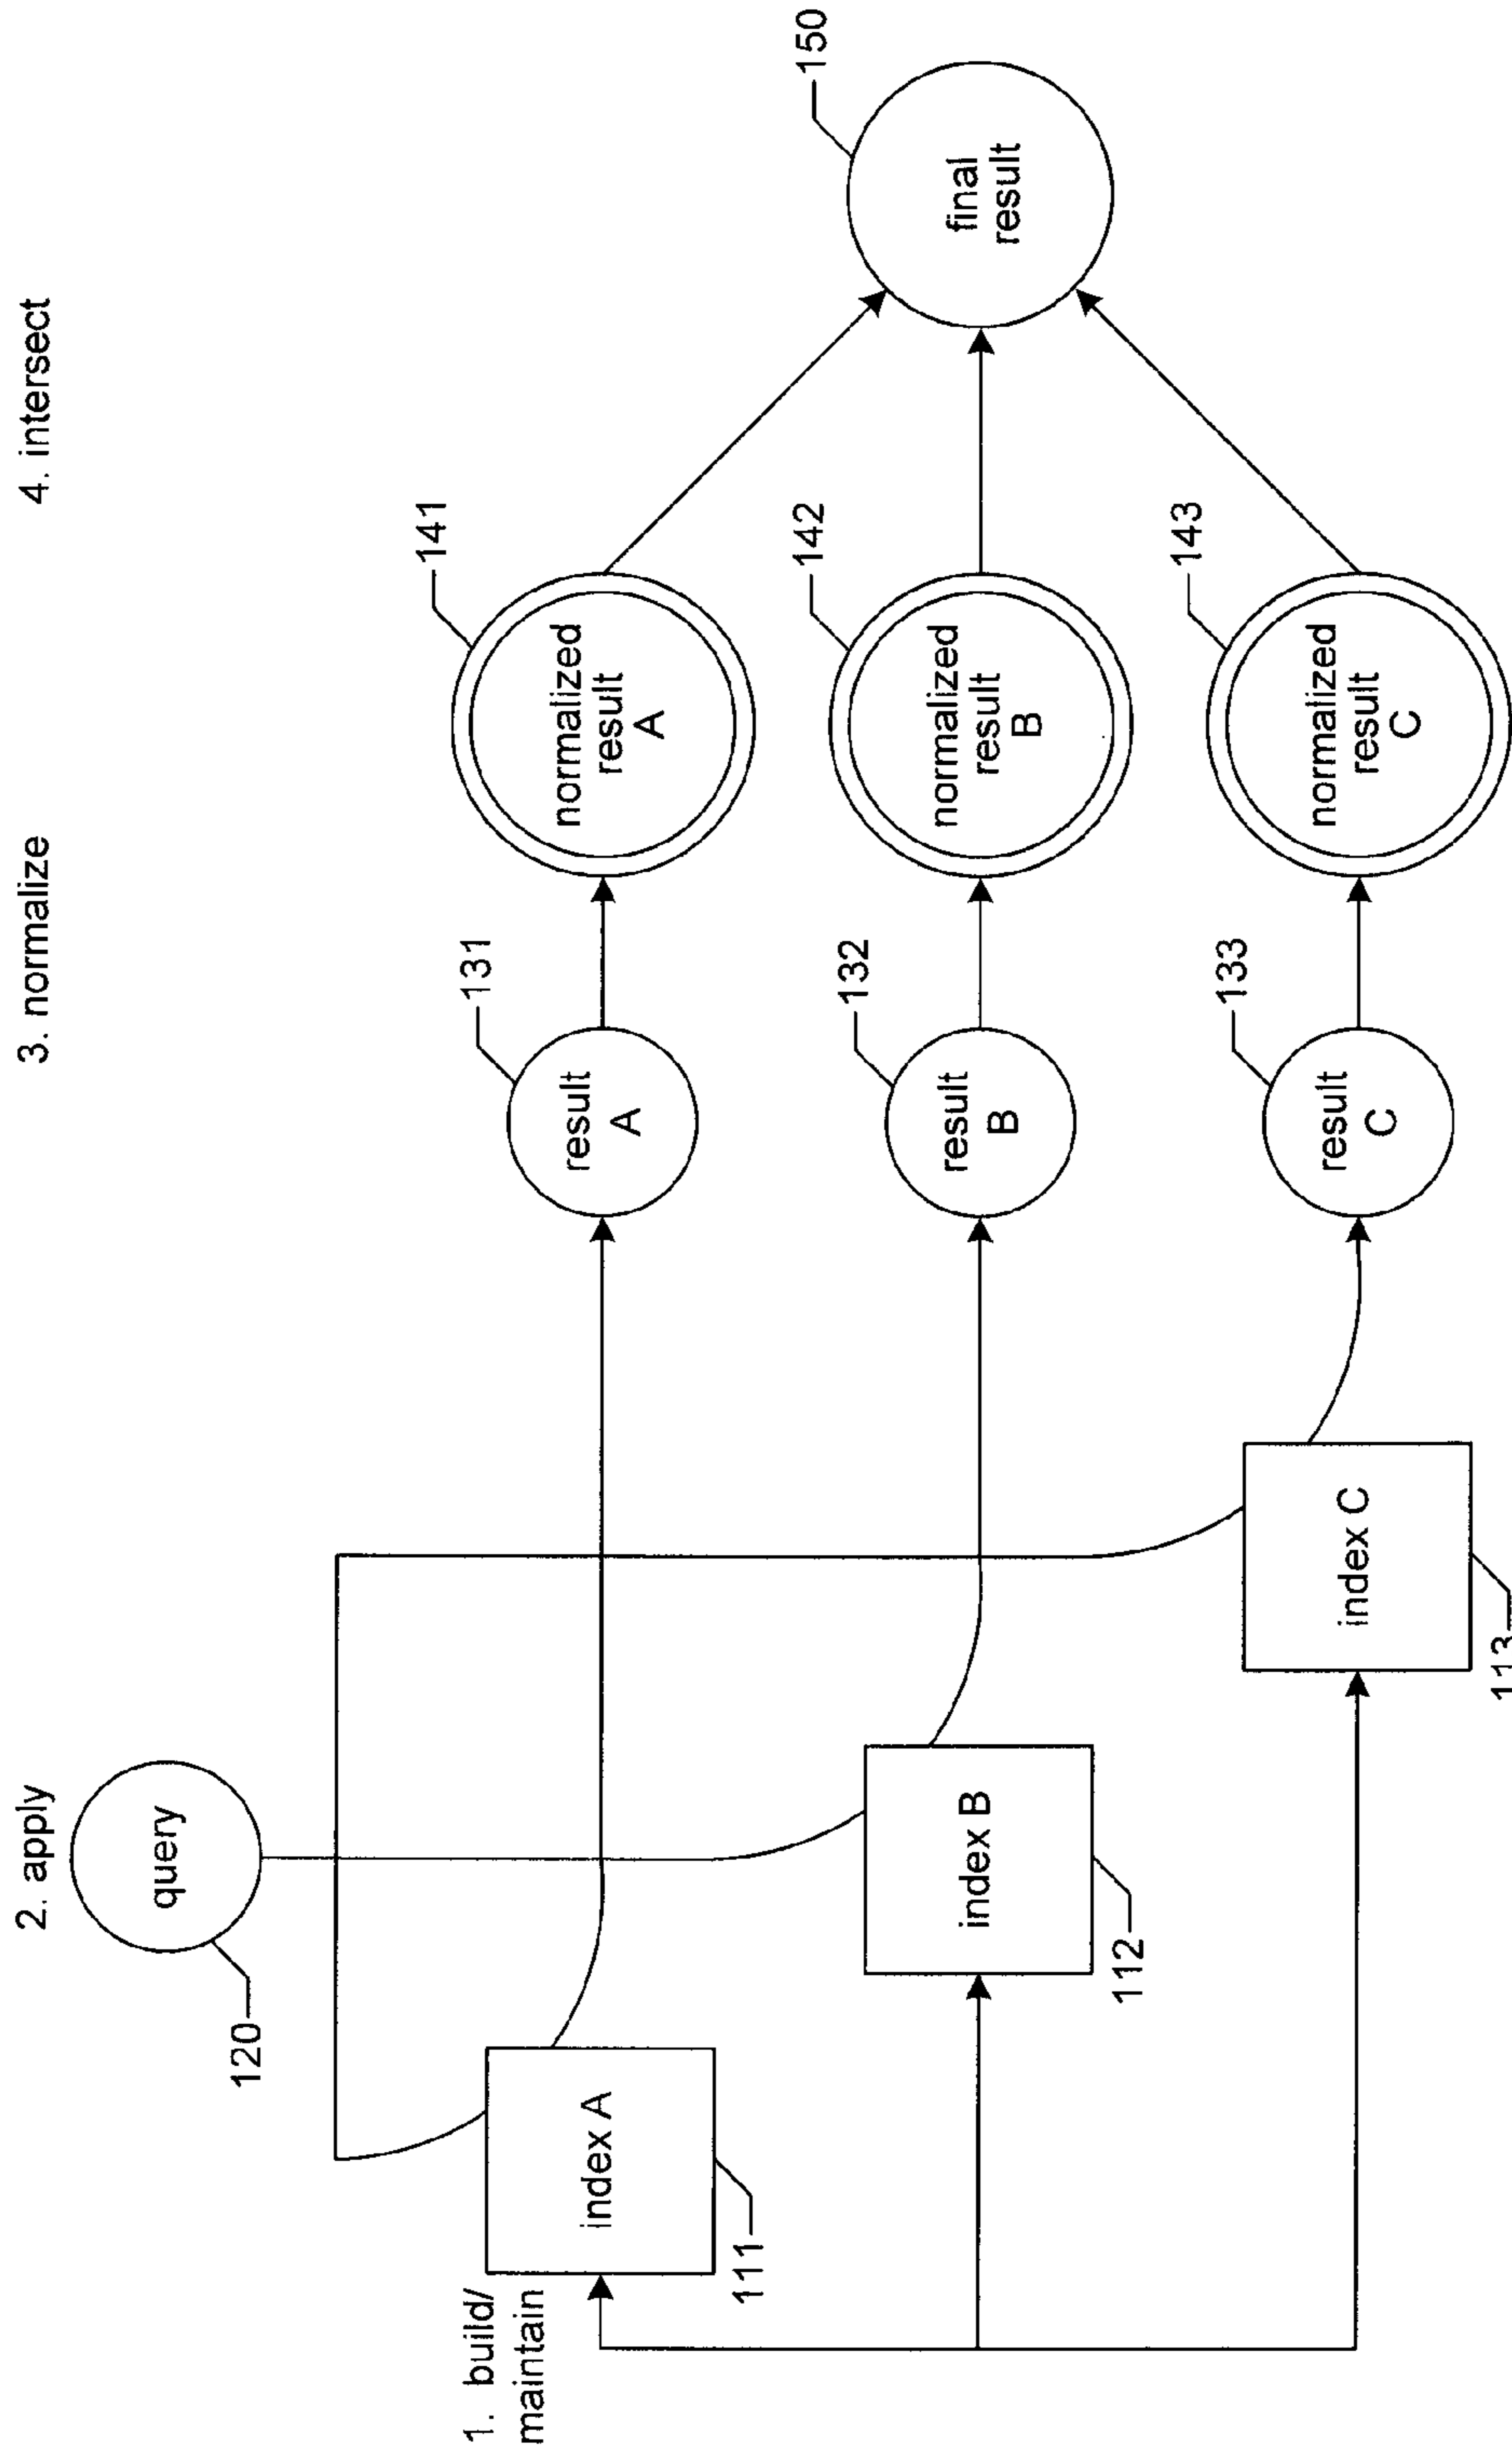 1. build/
maintain
2. apply
3. normalize
4. intersect
query
120
index A
111
index B
112
index C
113
result
A
131
result
B
132
result
C
133
normalized
result
A
141
normalized
result
B
142
normalized
result
C
143
final
result
150